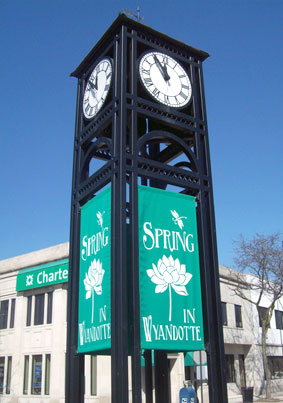 Charte
SPRING
IN
WYANDOTTE
SPRING
IN
WYANDOTTE